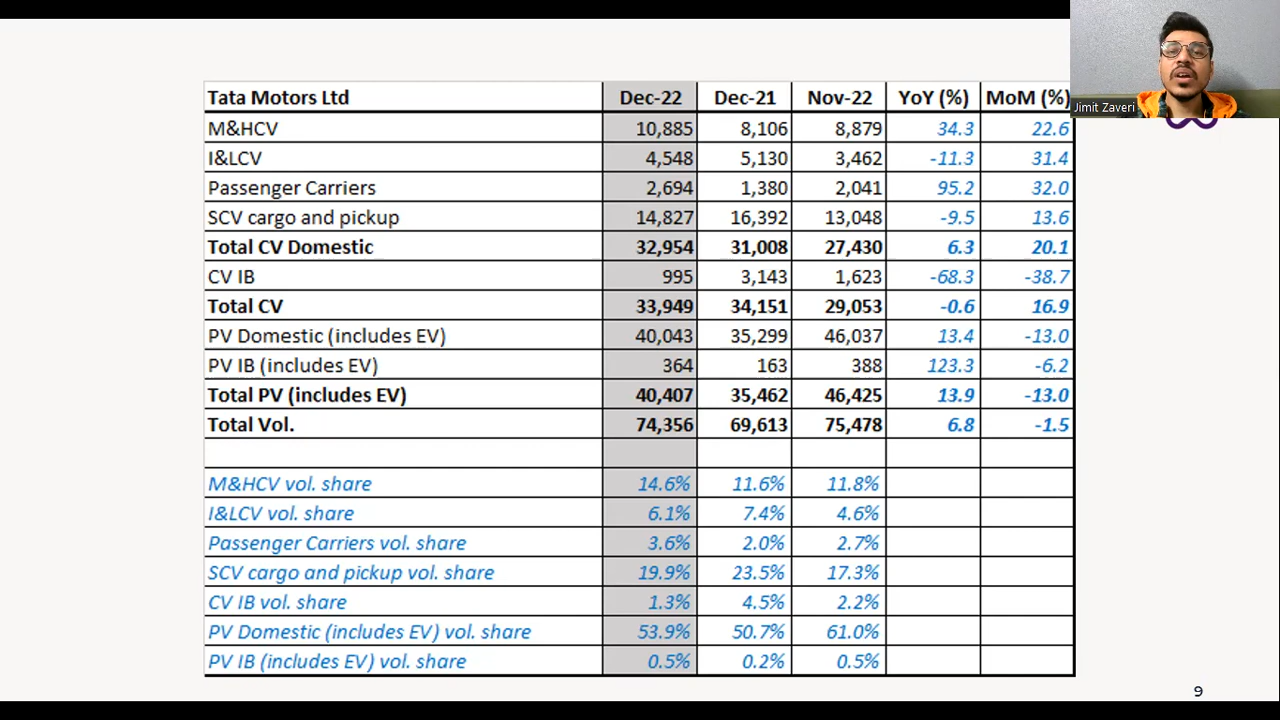 Jimit Zaveri
Tata Motors Ltd Dec-22 Dec-21 Nov-22 YoY (%) MoM (%)
M&HCV 10,885 8,106 8,879 34.3 22.6
I&LCV 4,548 5,130 3,462 -11.3 31.4
Passenger Carriers 2,694 1,380 2,041 95.2 32.0
SCV cargo and pickup 14,827 16,392 13,048 -9.5 13.6
Total CV Domestic 32,954 31,008 27,430 6.3 20.1
CV IB 995 3,143 1,623 -68.3 -38.7
Total CV 33,949 34,151 29,053 -0.6 16.9
PV Domestic (includes EV) 40,043 35,299 46,037 13.4 -13.0
PV IB (includes EV) 364 163 388 123.3 -6.2
Total PV (includes EV) 40,407 35,462 46,425 13.9 -13.0
Total Vol. 74,356 69,613 75,478 6.8 -1.5
M&HCV vol. share 14.6% 11.6% 11.8%
I&LCV vol. share 6.1% 7.4% 4.6%
Passenger Carriers vol. share 3.6% 2.0% 2.7%
SCV cargo and pickup vol. share 19.9% 23.5% 17.3%
CV IB vol. share 1.3% 4.5% 2.2%
PV Domestic (includes EV) vol. share 53.9% 50.7% 61.0%
PV IB (includes EV) vol. share 0.5% 0.2% 0.5%
9